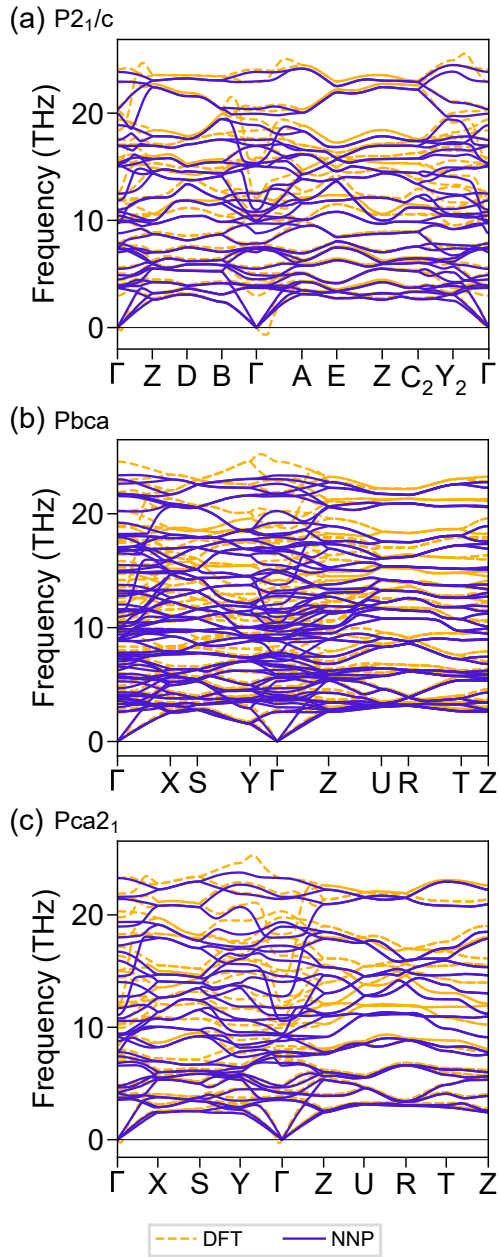 (a) P2₁/c
Frequency (THz)
20
10
0
Γ Z D B Γ A E Z C₂ Y₂ Γ
(b) Pbca
Frequency (THz)
20
10
0
Γ X S Y Γ Z U R T Z
(c) Pca2₁
Frequency (THz)
20
10
0
Γ X S Y Γ Z U R T Z
DFT NNP